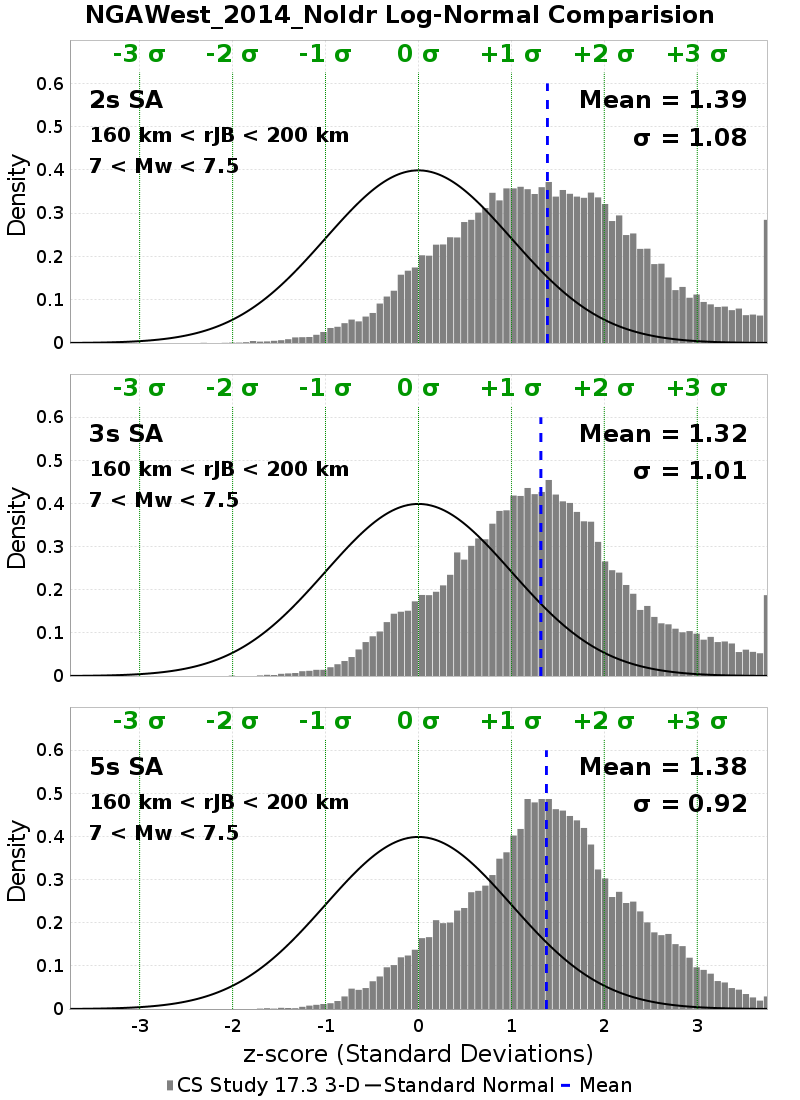 NGAWest_2014_NoIdr Log-Normal Comparision
-3 σ -2 σ -1 σ 0 σ +1 σ +2 σ +3 σ
2s SA
160 km < rJB < 200 km
7 < Mw < 7.5
Mean = 1.39
σ = 1.08
Density
0.6
0.5
0.4
0.3
0.2
0.1
0
-3 σ -2 σ -1 σ 0 σ +1 σ +2 σ +3 σ
3s SA
160 km < rJB < 200 km
7 < Mw < 7.5
Mean = 1.32
σ = 1.01
Density
0.6
0.5
0.4
0.3
0.2
0.1
0
-3 σ -2 σ -1 σ 0 σ +1 σ +2 σ +3 σ
5s SA
160 km < rJB < 200 km
7 < Mw < 7.5
Mean = 1.38
σ = 0.92
Density
0.6
0.5
0.4
0.3
0.2
0.1
0
-3 -2 -1 0 1 2 3
z-score (Standard Deviations)
CS Study 17.3 3-D Standard Normal Mean